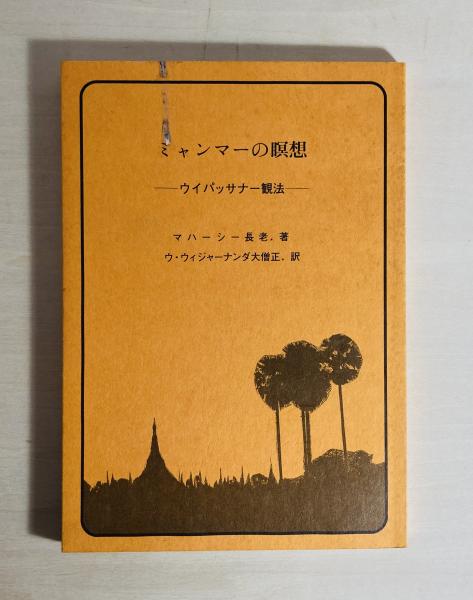 ミャンマーの瞑想
―ウイパッサナー観法―
マハーシー長老．著
ウ・ウィジャーナンダ大僧正．訳